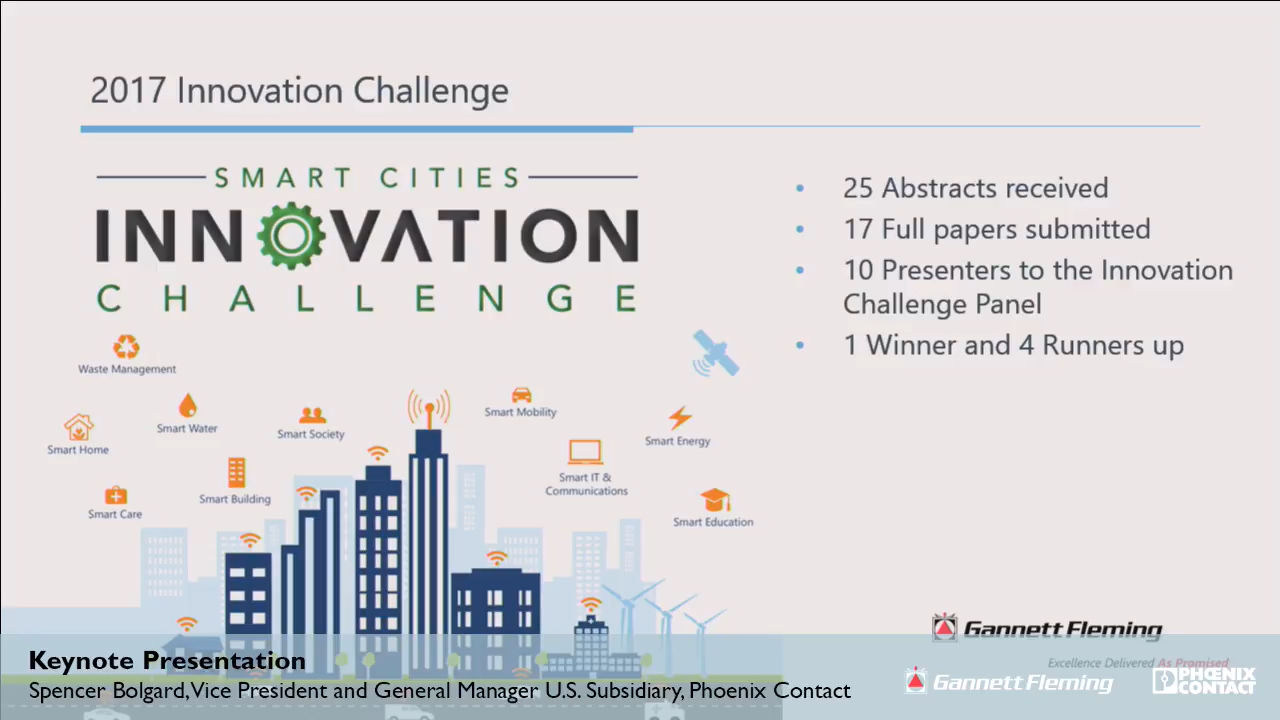 2017 Innovation Challenge
SMART CITIES
INNOVATION
CHALLENGE
25 Abstracts received
17 Full papers submitted
10 Presenters to the Innovation
Challenge Panel
1 Winner and 4 Runners up
Waste Management
Smart Home
Smart Water
Smart Society
Smart Mobility
Smart Energy
Smart Building
Smart IT &
Communications
Smart Care
Smart Education
Gannett Fleming
Excellence Delivered As Promised
Keynote Presentation
Spencer Bolgard, Vice President and General Manager U.S. Subsidiary, Phoenix Contact
Gannett Fleming
PHOENIX
CONTACT